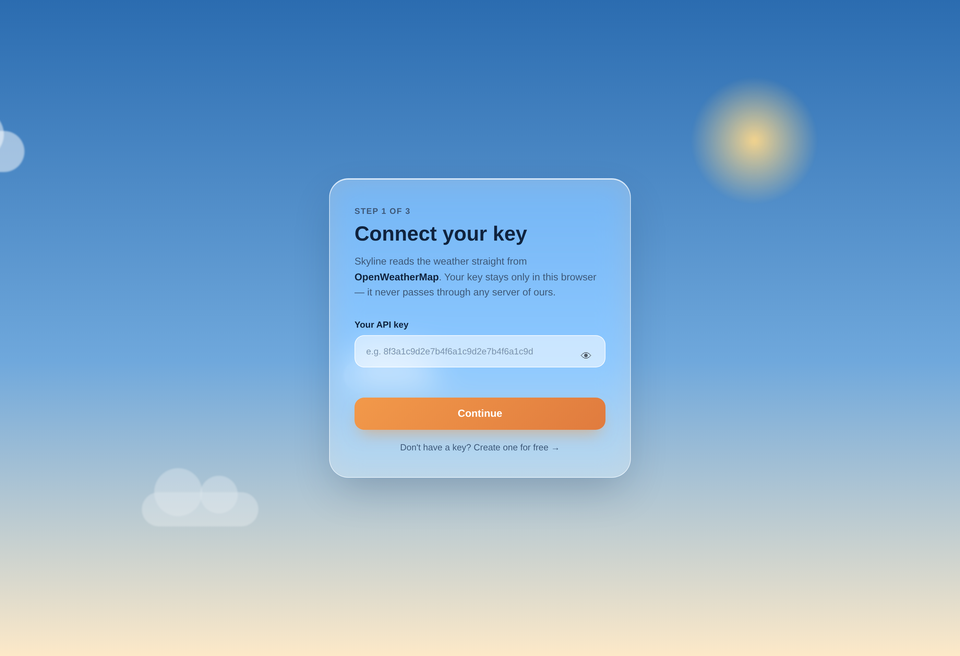 STEP 1 OF 3
Connect your key
Skyline reads the weather straight from
OpenWeatherMap. Your key stays only in this browser
— it never passes through any server of ours.
Your API key
e.g. 8f3a1c9d2e7b4f6a1c9d2e7b4f6a1c9d
Continue
Don't have a key? Create one for free →